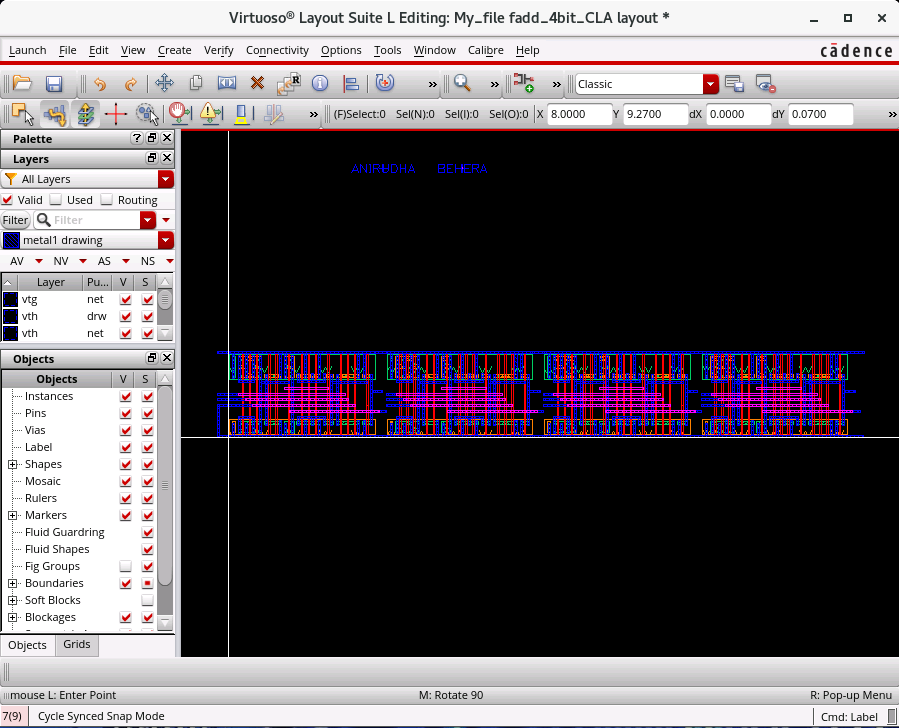 Virtuoso® Layout Suite L Editing: My_file fadd_4bit_CLA layout *
Launch File Edit View Create Verify Connectivity Options Tools Window Calibre Help cādence
R » » » Classic
» (F)Select:0 Sel(N):0 Sel(I):0 Sel(O):0 X 8.0000 Y 9.2700 dX 0.0000 dY 0.0700 »
Palette ?
Layers
All Layers
Valid Used Routing
Filter Filter
metal1 drawing
AV NV AS NS
Layer Pu... V S
vtg net
vth drw
vth net
Objects
Objects V S
Instances
Pins
Vias
Label
Shapes
Mosaic
Rulers
Markers
Fluid Guardring
Fluid Shapes
Fig Groups
Boundaries
Soft Blocks
Blockages
Objects Grids
ANIRUDHA BEHERA
mouse L: Enter Point M: Rotate 90 R: Pop-up Menu
7(9) Cycle Synced Snap Mode Cmd: Label